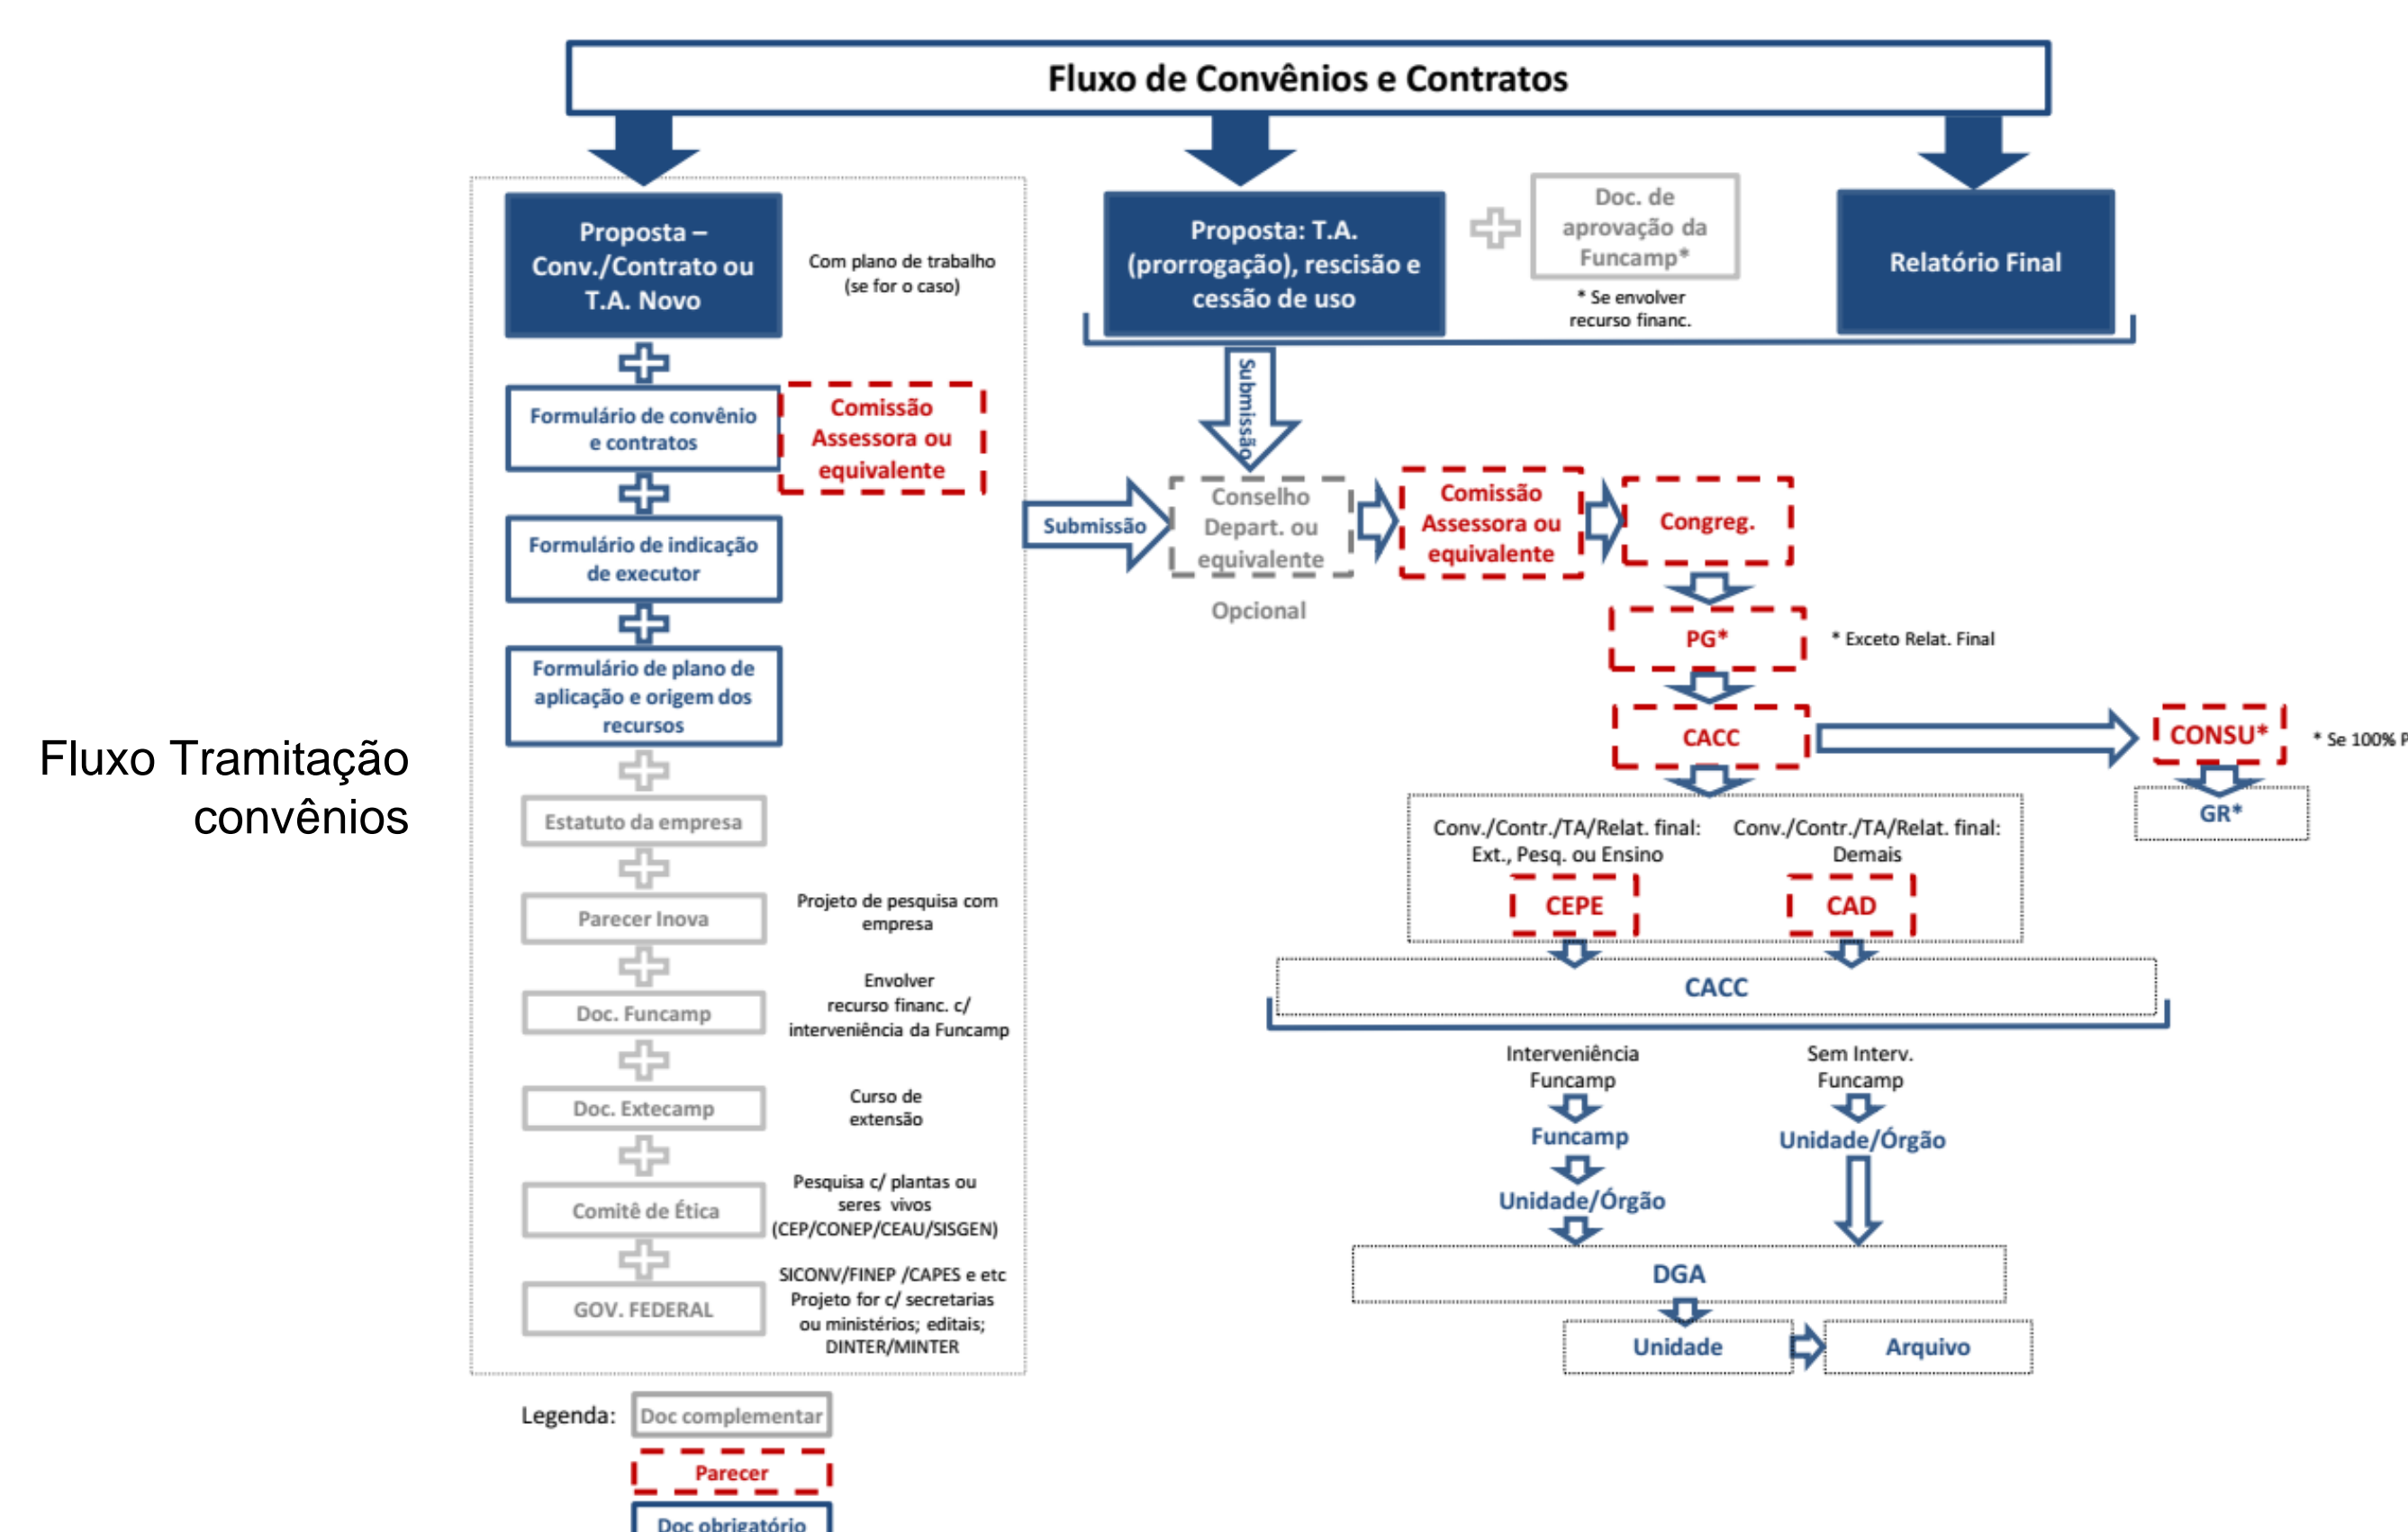 Fluxo de Convênios e Contratos
Fluxo Tramitação
convênios
Proposta –
Conv./Contrato ou
T.A. Novo
Com plano de trabalho
(se for o caso)
Formulário de convênio
e contratos
Comissão
Assessora ou
equivalente
Formulário de indicação
de executor
Formulário de plano de
aplicação e origem dos
recursos
Estatuto da empresa
Parecer Inova
Projeto de pesquisa com
empresa
Doc. Funcamp
Envolver
recurso financ. c/
interveniência da Funcamp
Doc. Extecamp
Curso de
extensão
Comitê de Ética
Pesquisa c/ plantas ou
seres vivos
(CEP/CONEP/CEAU/SISGEN)
GOV. FEDERAL
SICONV/FINEP /CAPES e etc
Projeto for c/ secretarias
ou ministérios; editais;
DINTER/MINTER
Legenda:
Doc complementar
Parecer
Doc obrigatório
Proposta: T.A.
(prorrogação), rescisão e
cessão de uso
Doc. de
aprovação da
Funcamp*
* Se envolver
recurso financ.
Relatório Final
Submissão
Submissão
Conselho
Depart. ou
equivalente
Opcional
Comissão
Assessora ou
equivalente
Congreg.
PG*
* Exceto Relat. Final
CACC
CONSU*
* Se 100% P
GR*
Conv./Contr./TA/Relat. final:
Ext., Pesq. ou Ensino
CEPE
Conv./Contr./TA/Relat. final:
Demais
CAD
CACC
Interveniência
Funcamp
Funcamp
Unidade/Órgão
Sem Interv.
Funcamp
Unidade/Órgão
DGA
Unidade
Arquivo